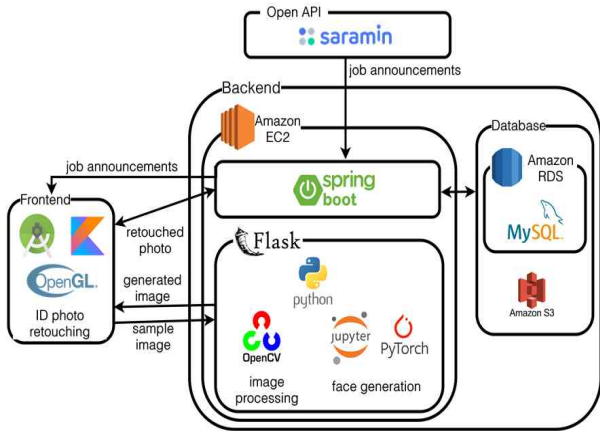 Open API
saramin
job announcements
Backend
Amazon
EC2
Database
Amazon
RDS
MySQL
Amazon S3
job announcements
spring
boot
Frontend
retouched
photo
OpenGL
ID photo
retouching
generated
image
sample
image
Flask
python
OpenCV
jupyter
PyTorch
image
processing
face generation